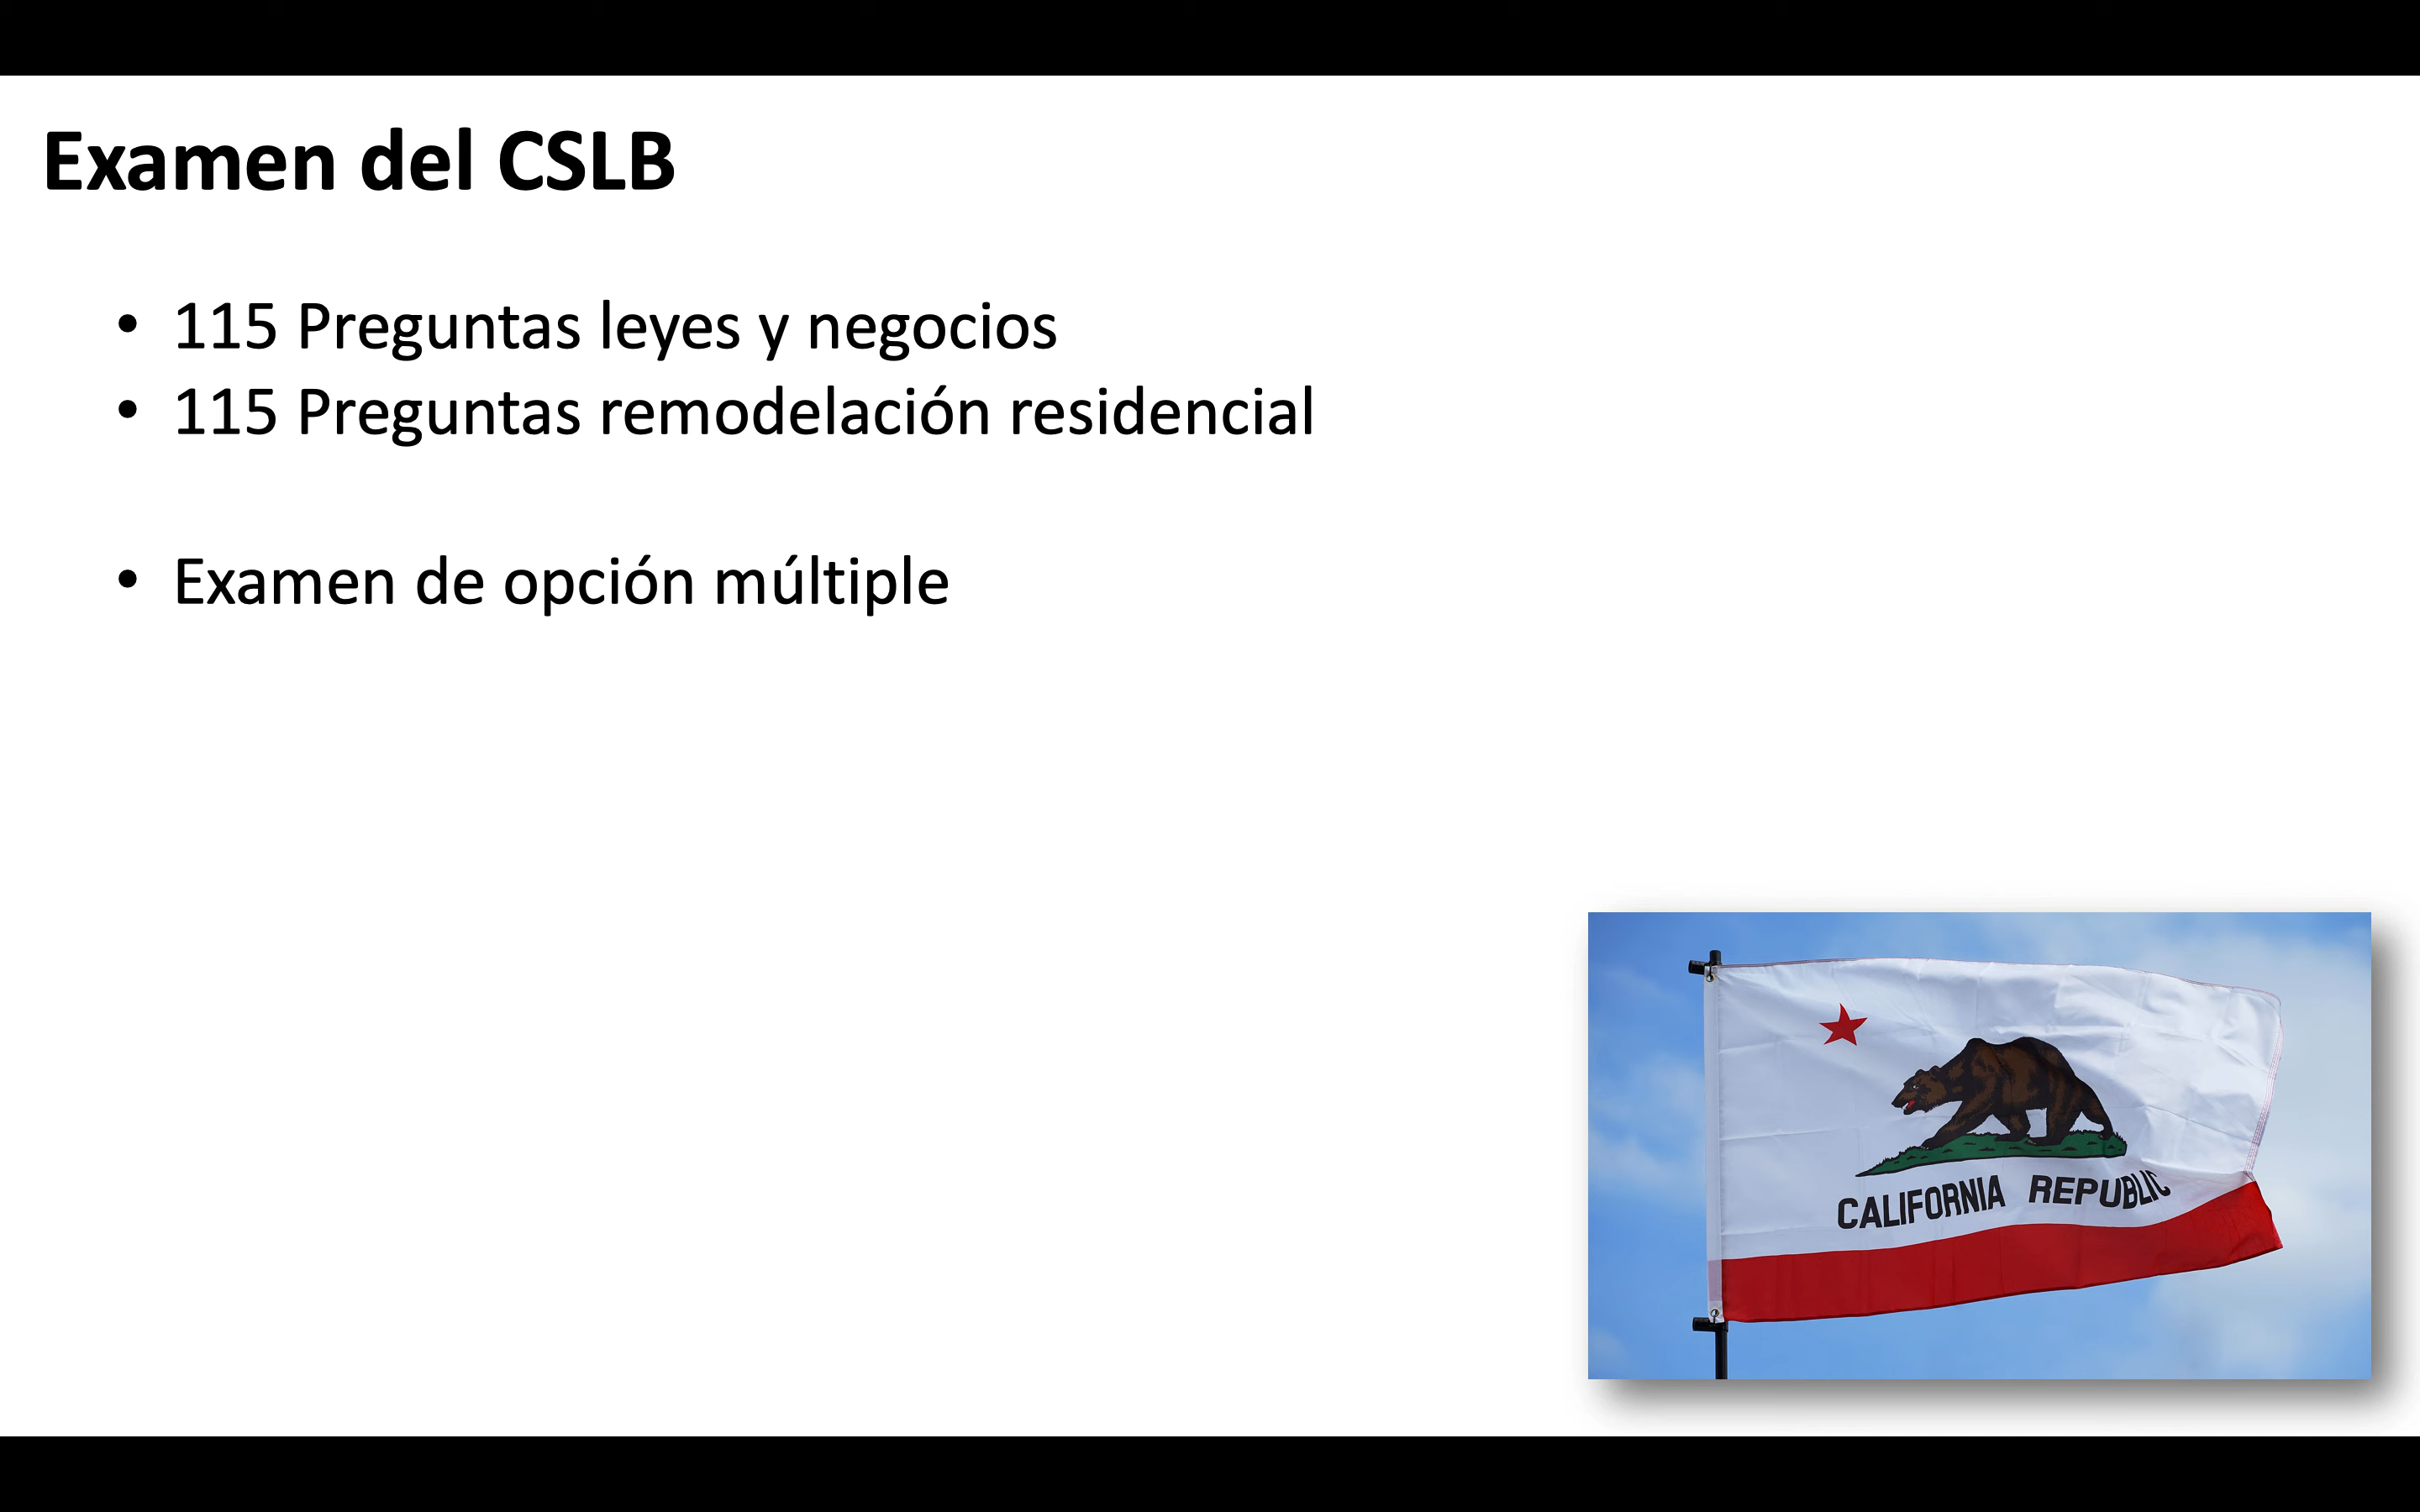 Examen del CSLB
• 115 Preguntas leyes y negocios
• 115 Preguntas remodelación residencial
• Examen de opción múltiple
CALIFORNIA REPUBLIC